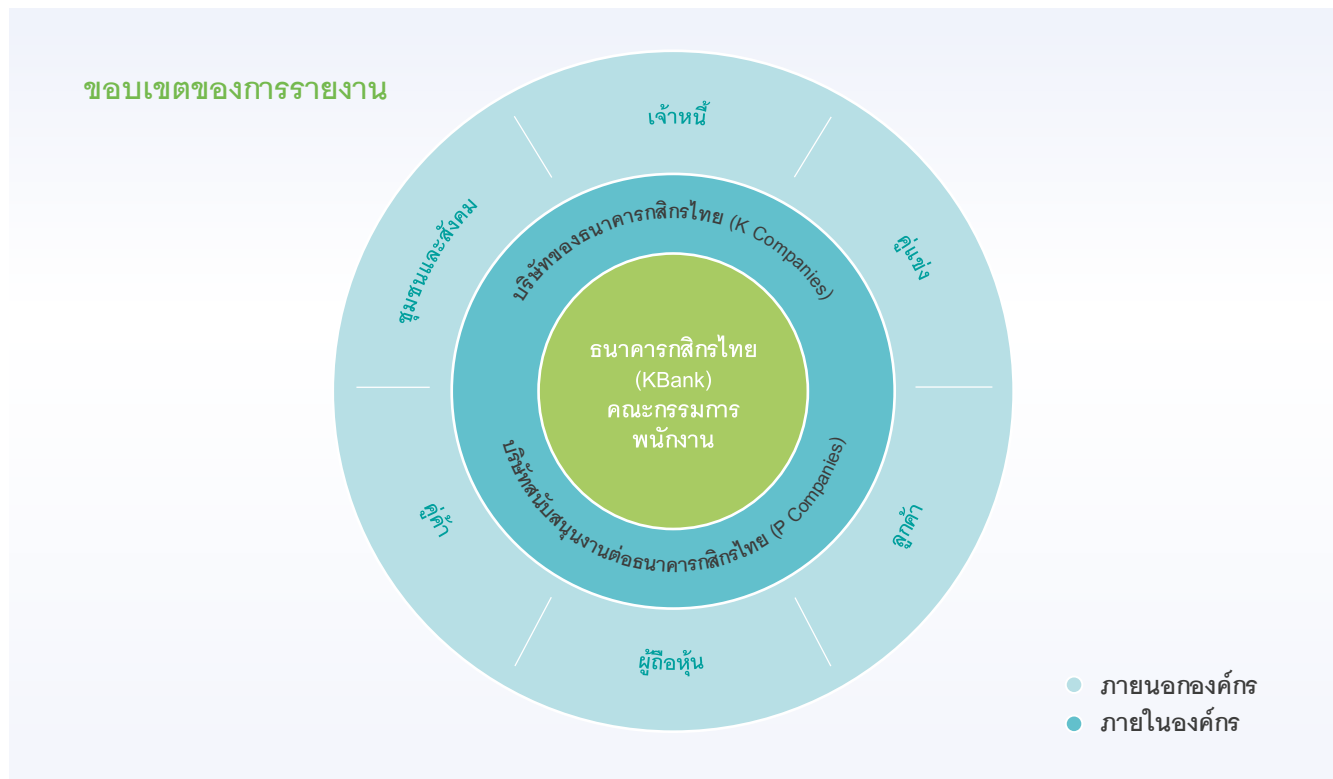 ขอบเขตของการรายงาน
เจ้าหนี้
คู่แข่ง
ลูกค้า
ผู้ถือหุ้น
คู่ค้า
ชุมชนและสังคม
บริษัทของธนาคารกสิกรไทย (K Companies)
ธนาคารกสิกรไทย
(KBank)
คณะกรรมการ
พนักงาน
บริษัทสนับสนุนงานต่อธนาคารกสิกรไทย (P Companies)
ภายนอกองค์กร
ภายในองค์กร